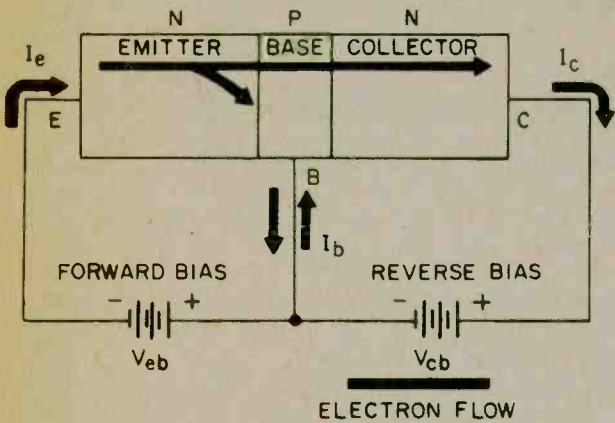 N P N
EMITTER BASE COLLECTOR
Ie Ic
E C
B
Ib
FORWARD BIAS REVERSE BIAS
- + - +
Veb Vcb
ELECTRON FLOW